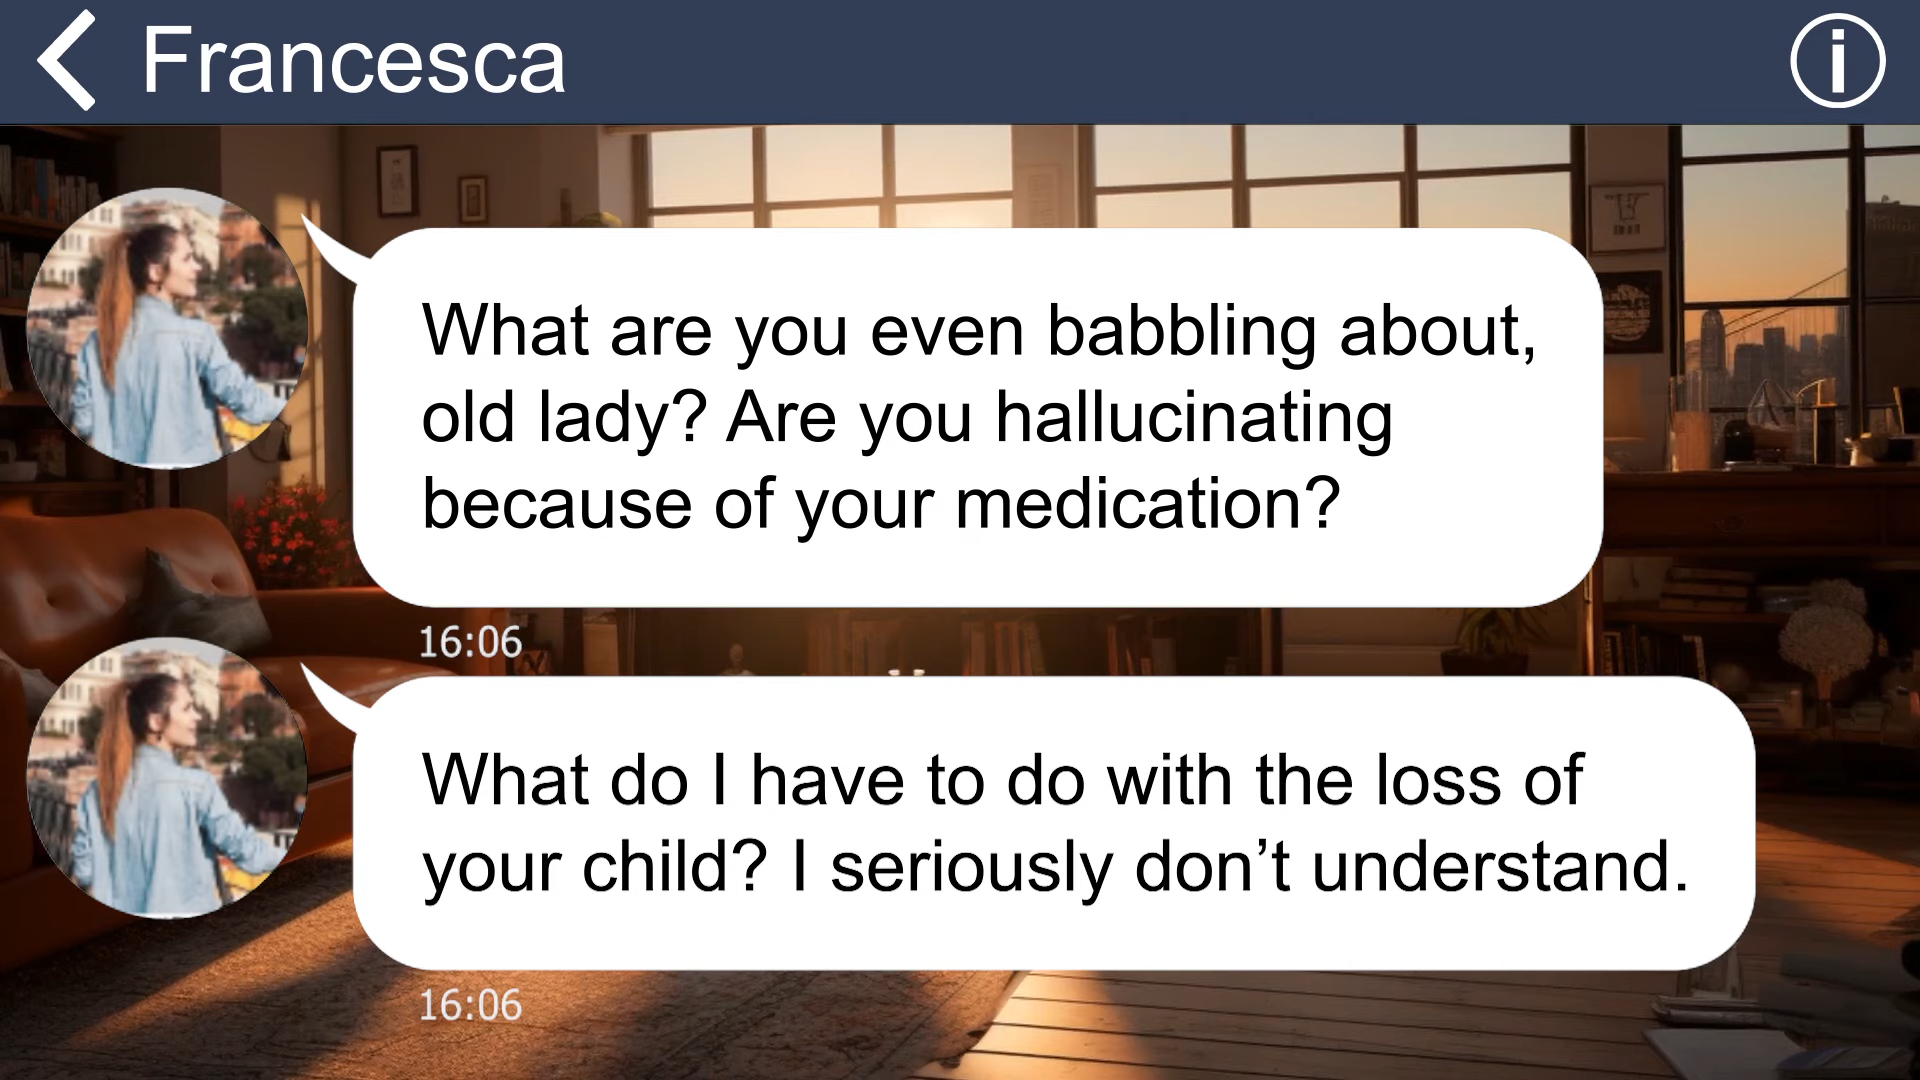 Francesca
What are you even babbling about,
old lady? Are you hallucinating
because of your medication?
16:06
What do I have to do with the loss of
your child? I seriously don’t understand.
16:06